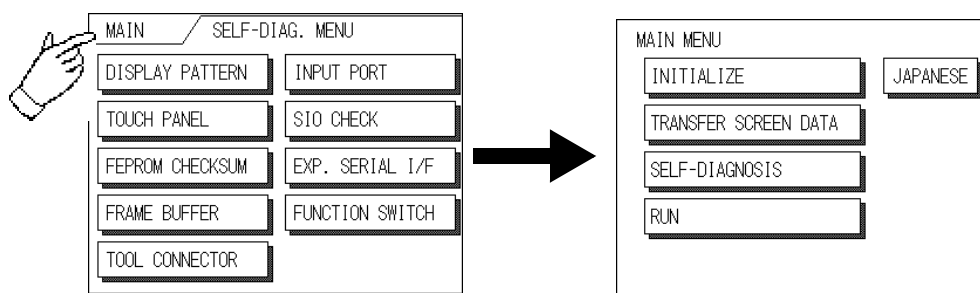 MAIN SELF-DIAG. MENU
DISPLAY PATTERN INPUT PORT
TOUCH PANEL SIO CHECK
FEPROM CHECKSUM EXP. SERIAL I/F
FRAME BUFFER FUNCTION SWITCH
TOOL CONNECTOR
MAIN MENU
INITIALIZE JAPANESE
TRANSFER SCREEN DATA
SELF-DIAGNOSIS
RUN